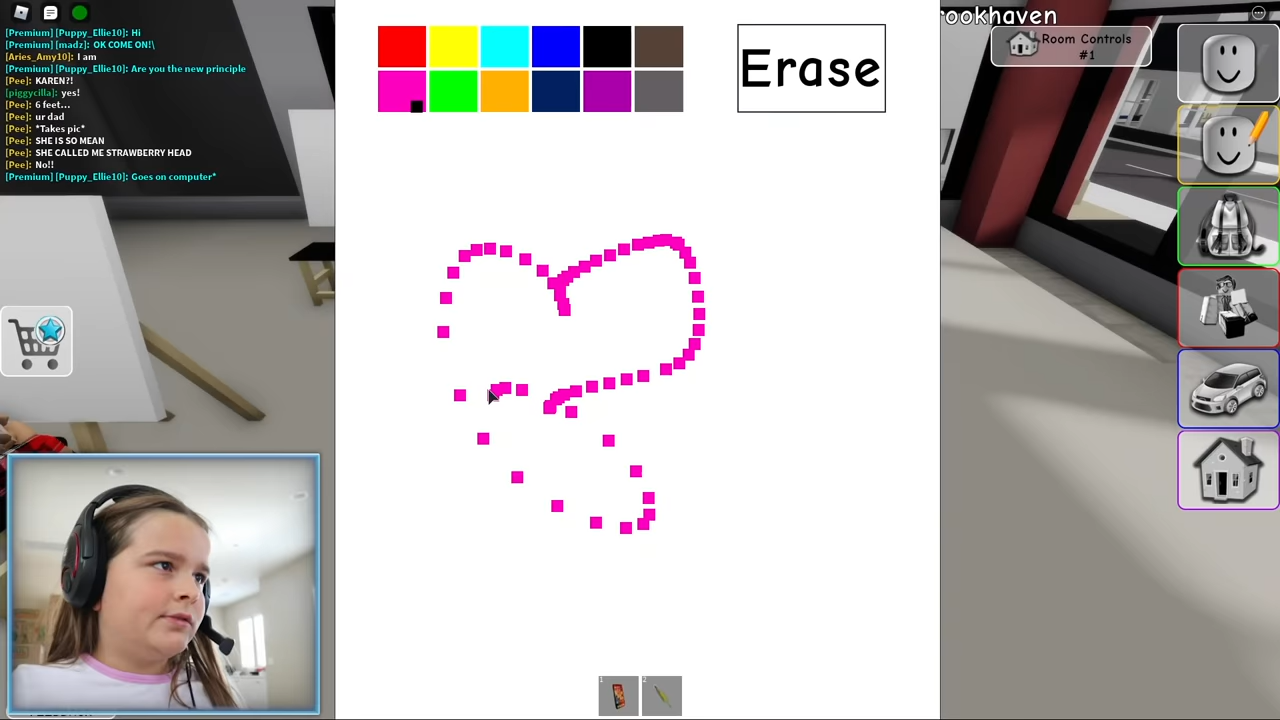 [Premium] [Puppy_Ellie10]: Hi
[Premium] [madz]: OK COME ON!\
[Aries_Amy10]: I am
[Premium] [Puppy_Ellie10]: Are you the new principle
[Pee]: KAREN?!
[piggycilla]: yes!
[Pee]: 6 feet...
[Pee]: ur dad
[Pee]: *Takes pic*
[Pee]: SHE IS SO MEAN
[Pee]: SHE CALLED ME STRAWBERRY HEAD
[Pee]: No!!
[Premium] [Puppy_Ellie10]: Goes on computer*
Erase
rookhaven
Room Controls
#1
1
2